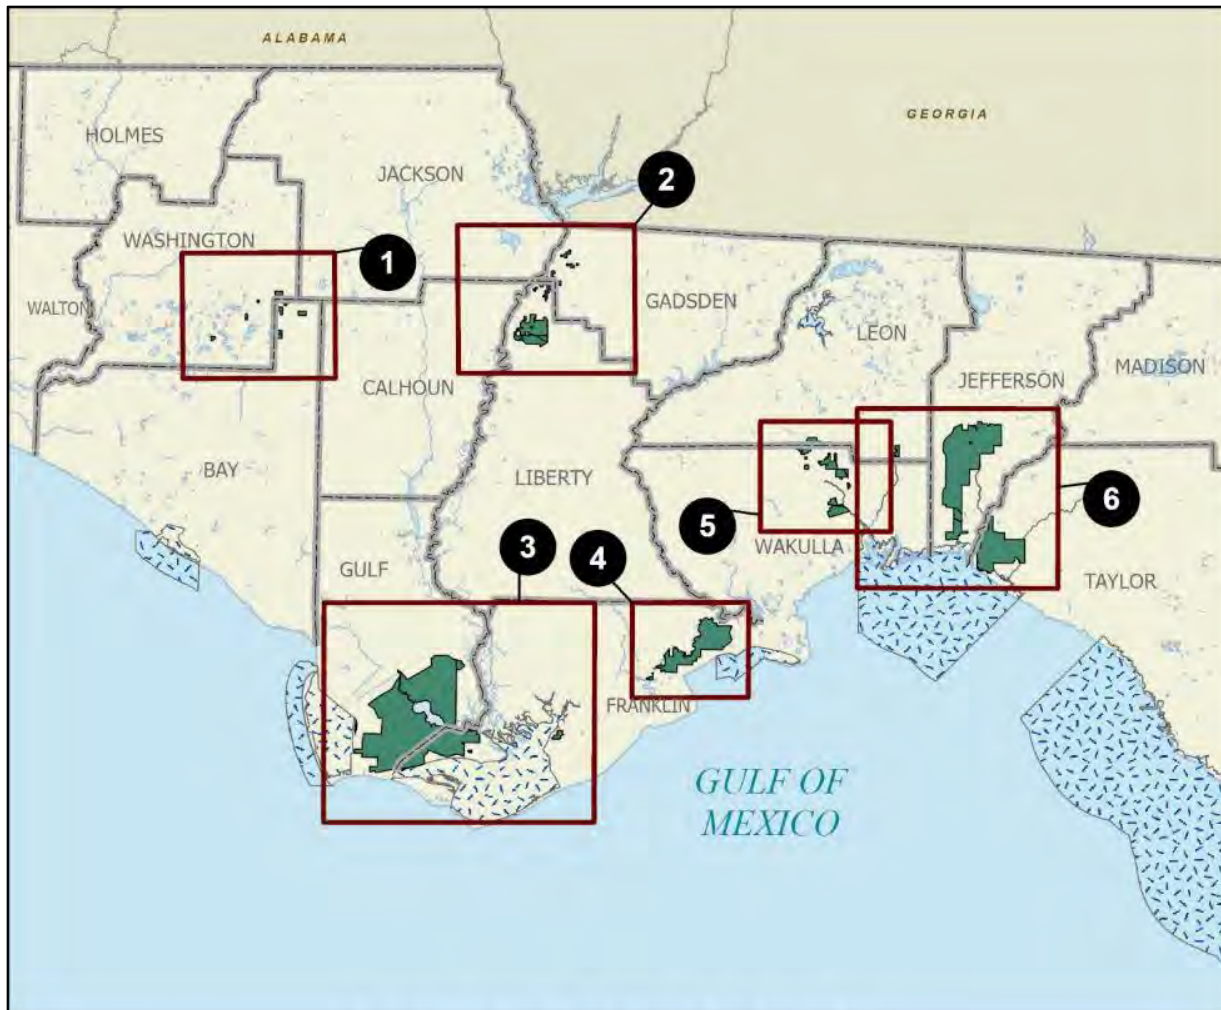 ALABAMA
GEORGIA
HOLMES
JACKSON
2
WASHINGTON
1
WALTON
GADSDEN
LEON
CALHOUN
JEFFERSON
MADISON
BAY
LIBERTY
6
5
3
4
WAKULLA
GULF
TAYLOR
FRANKLIN
GULF OF
MEXICO